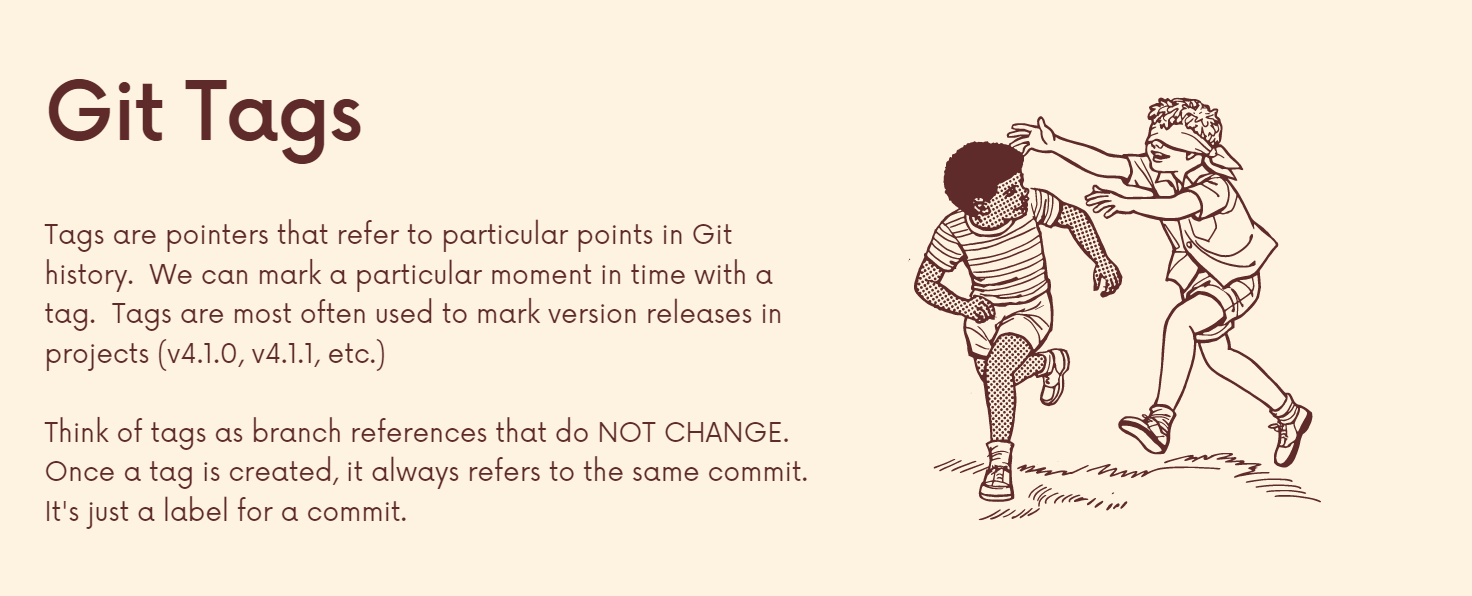 Git Tags
Tags are pointers that refer to particular points in Git
history.  We can mark a particular moment in time with a
tag.  Tags are most often used to mark version releases in
projects (v4.1.0, v4.1.1, etc.)
Think of tags as branch references that do NOT CHANGE.
Once a tag is created, it always refers to the same commit.
It's just a label for a commit.